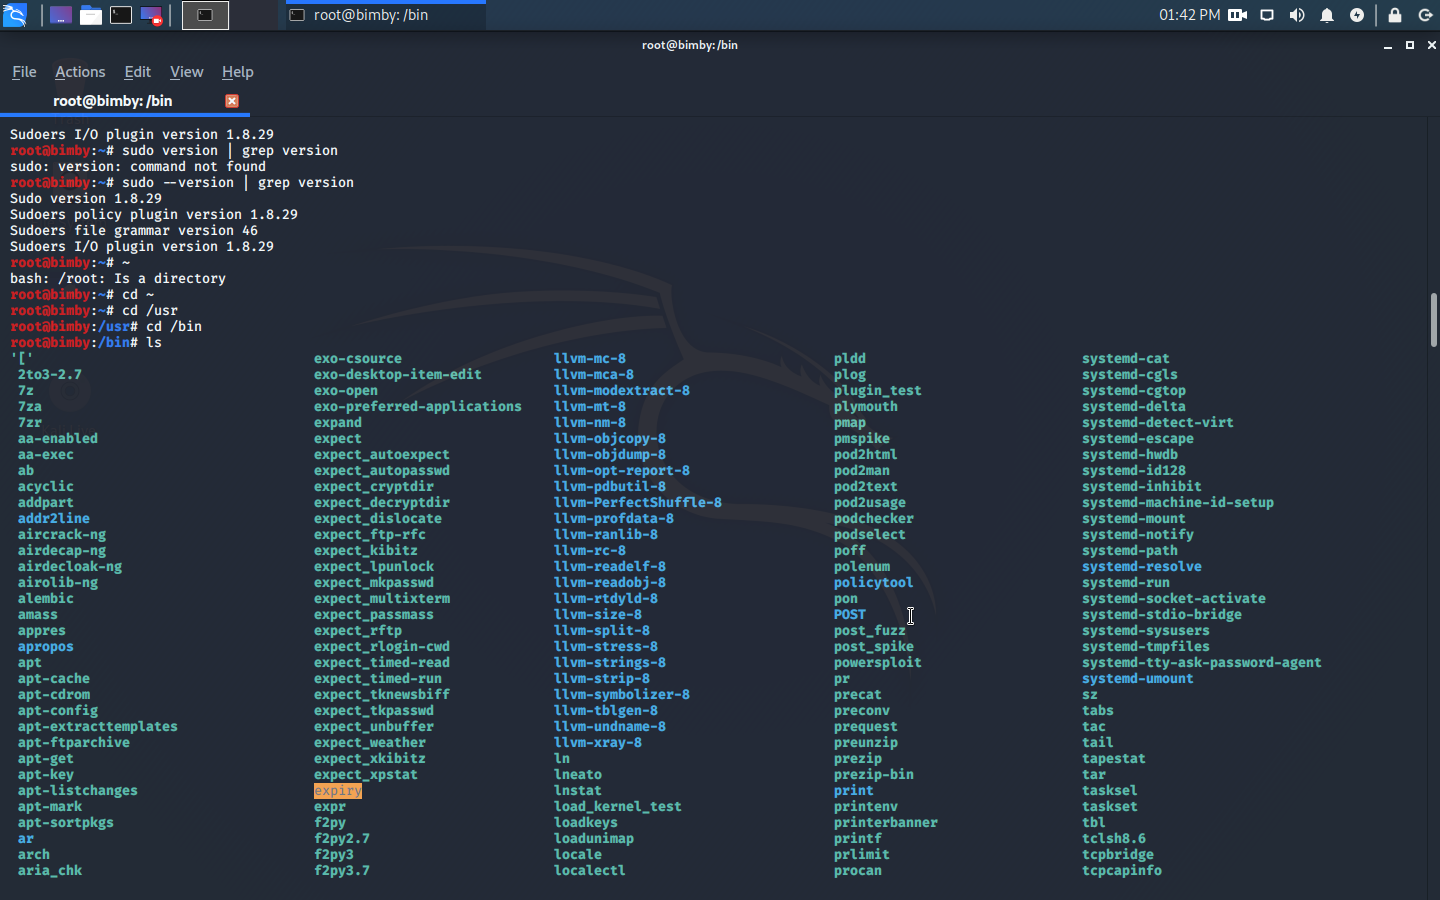 root@bimby: /bin
01:42 PM
root@bimby:/bin
File Actions Edit View Help
root@bimby: /bin
Sudoers I/O plugin version 1.8.29
root@bimby:~# sudo version | grep version
sudo: version: command not found
root@bimby:~# sudo --version | grep version
Sudo version 1.8.29
Sudoers policy plugin version 1.8.29
Sudoers file grammar version 46
Sudoers I/O plugin version 1.8.29
root@bimby:~# ~
bash: /root: Is a directory
root@bimby:~# cd ~
root@bimby:~# cd /usr
root@bimby:/usr# cd /bin
root@bimby:/bin# ls
'[' exo-csource llvm-mc-8 pldd systemd-cat
2to3-2.7 exo-desktop-item-edit llvm-mca-8 plog systemd-cgls
7z exo-open llvm-modextract-8 plugin_test systemd-cgtop
7za exo-preferred-applications llvm-mt-8 plymouth systemd-delta
7zr expand llvm-nm-8 pmap systemd-detect-virt
aa-enabled expect llvm-objcopy-8 pmspike systemd-escape
aa-exec expect_autoexpect llvm-objdump-8 pod2html systemd-hwdb
ab expect_autopasswd llvm-opt-report-8 pod2man systemd-id128
acyclic expect_cryptdir llvm-pdbutil-8 pod2text systemd-inhibit
addpart expect_decryptdir llvm-PerfectShuffle-8 pod2usage systemd-machine-id-setup
addr2line expect_dislocate llvm-profdata-8 podchecker systemd-mount
aircrack-ng expect_ftp-rfc llvm-ranlib-8 podselect systemd-notify
airdecap-ng expect_kibitz llvm-rc-8 poff systemd-path
airdecloak-ng expect_lpunlock llvm-readelf-8 polenum systemd-resolve
airolib-ng expect_mkpasswd llvm-readobj-8 policytool systemd-run
alembic expect_multixterm llvm-rtdyld-8 pon systemd-socket-activate
amass expect_passmass llvm-size-8 POST systemd-stdio-bridge
appres expect_rftp llvm-split-8 post_fuzz systemd-sysusers
apropos expect_rlogin-cwd llvm-stress-8 post_spike systemd-tmpfiles
apt expect_timed-read llvm-strings-8 powersploit systemd-tty-ask-password-agent
apt-cache expect_timed-run llvm-strip-8 pr systemd-umount
apt-cdrom expect_tknewsbiff llvm-symbolizer-8 precat sz
apt-config expect_tkpasswd llvm-tblgen-8 preconv tabs
apt-extracttemplates expect_unbuffer llvm-undname-8 prequest tac
apt-ftparchive expect_weather llvm-xray-8 preunzip tail
apt-get expect_xkibitz ln prezip tapestat
apt-key expect_xpstat lneato prezip-bin tar
apt-listchanges expiry lnstat print tasksel
apt-mark expr load_kernel_test printenv taskset
apt-sortpkgs f2py loadkeys printerbanner tbl
ar f2py2.7 loadunimap printf tclsh8.6
arch f2py3 locale prlimit tcpbridge
aria_chk f2py3.7 localectl procan tcpcapinfo